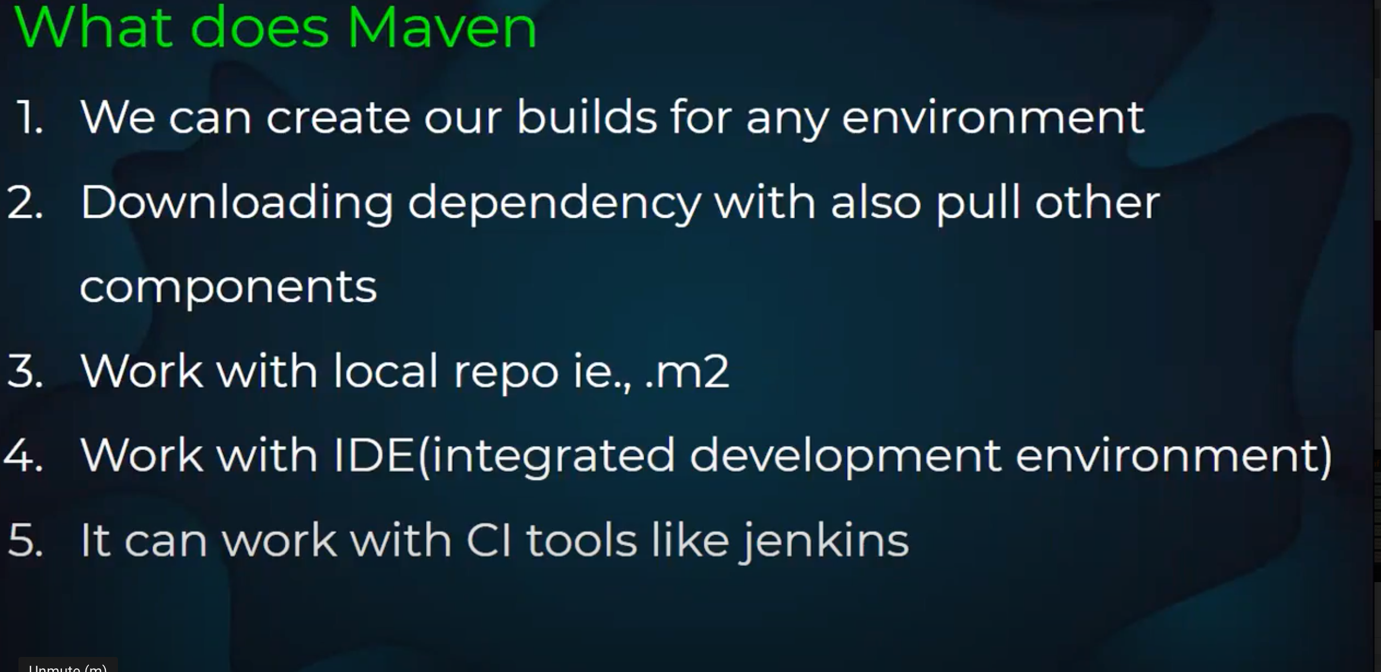 What does Maven
1. We can create our builds for any environment
2. Downloading dependency with also pull other
components
3. Work with local repo ie., .m2
4. Work with IDE(integrated development environment)
5. It can work with CI tools like jenkins
Unmute (m)